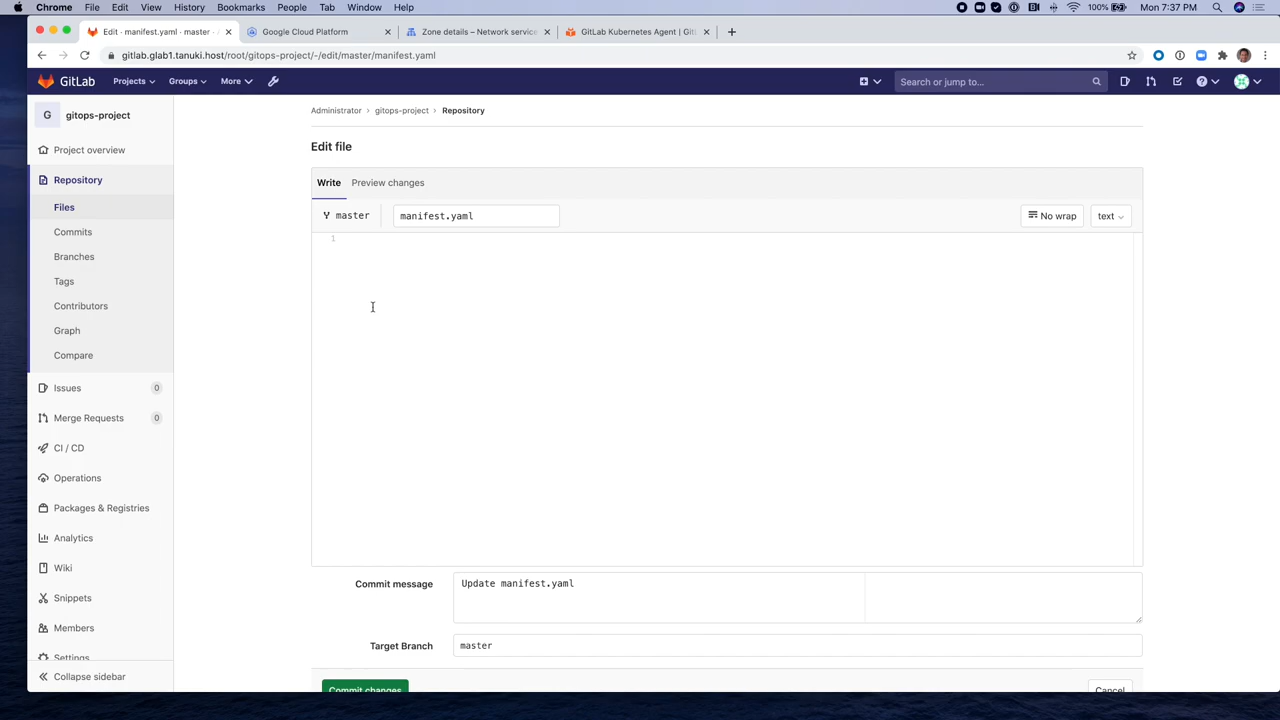 Chrome File Edit View History Bookmarks People Tab Window Help
100% Mon 7:37 PM
Edit · manifest.yaml · master ·
Google Cloud Platform
Zone details – Network service
GitLab Kubernetes Agent | Git
gitlab.glab1.tanuki.host/root/gitops-project/-/edit/master/manifest.yaml
GitLab
Projects
Groups
More
Search or jump to...
G
gitops-project
Project overview
Repository
Files
Commits
Branches
Tags
Contributors
Graph
Compare
Issues 0
Merge Requests 0
CI / CD
Operations
Packages & Registries
Analytics
Wiki
Snippets
Members
Settings
Collapse sidebar
Administrator > gitops-project > Repository
Edit file
Write Preview changes
master manifest.yaml No wrap text
1
Commit message Update manifest.yaml
Target Branch master
Commit changes Cancel